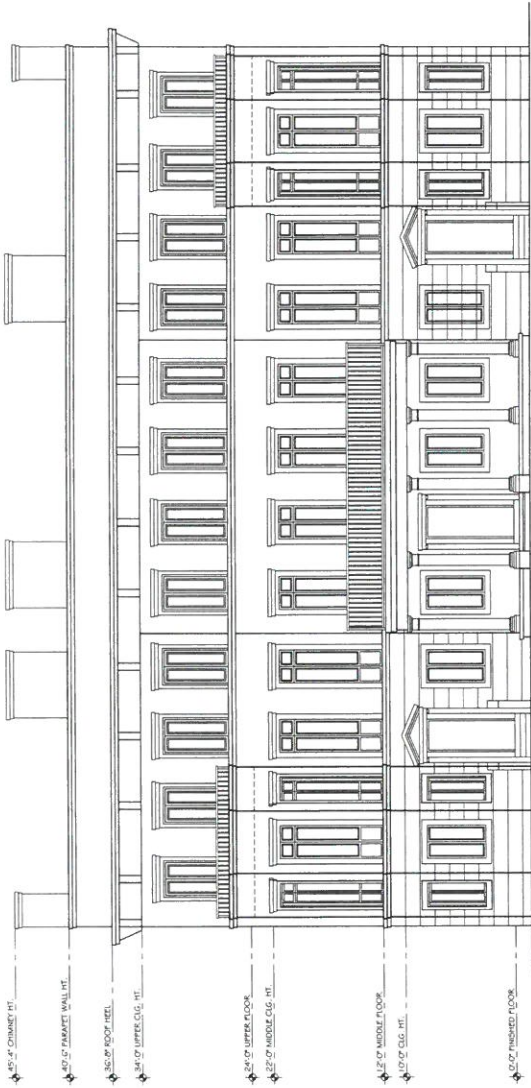 45'-4" CHIMNEY HT.
40'-6" PARAPET WALL HT.
36'-8" ROOF HEEL
34'-0" UPPER CLG. HT.
24'-0" UPPER FLOOR
22'-0" MIDDLE CLG. HT.
12'-0" MIDDLE FLOOR
10'-0" CLG. HT.
0'-0" FINISHED FLOOR